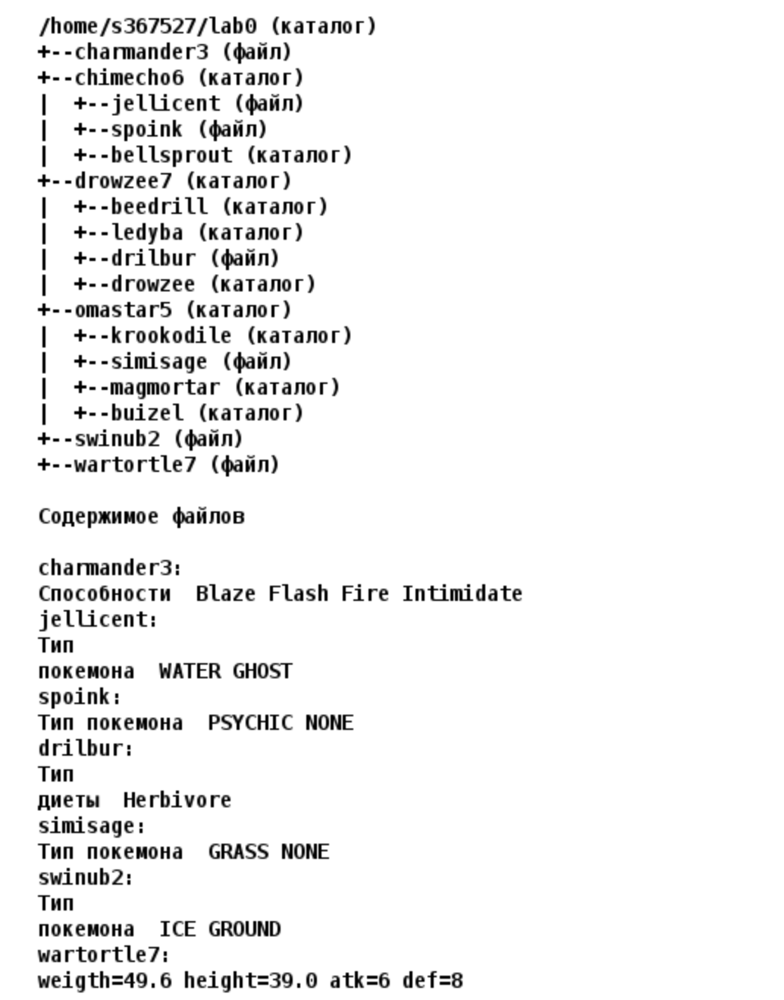 /home/s367527/lab0 (каталог)
+--charmander3 (файл)
+--chimecho6 (каталог)
|  +--jellicent (файл)
|  +--spoink (файл)
|  +--bellsprout (каталог)
+--drowzee7 (каталог)
|  +--beedrill (каталог)
|  +--ledyba (каталог)
|  +--drilbur (файл)
|  +--drowzee (каталог)
+--omastar5 (каталог)
|  +--krookodile (каталог)
|  +--simisage (файл)
|  +--magmortar (каталог)
|  +--buizel (каталог)
+--swinub2 (файл)
+--wartortle7 (файл)
Содержимое файлов
charmander3:
Способности  Blaze Flash Fire Intimidate
jellicent:
Тип
покемона  WATER GHOST
spoink:
Тип покемона  PSYCHIC NONE
drilbur:
Тип
диеты  Herbivore
simisage:
Тип покемона  GRASS NONE
swinub2:
Тип
покемона  ICE GROUND
wartortle7:
weigth=49.6 height=39.0 atk=6 def=8